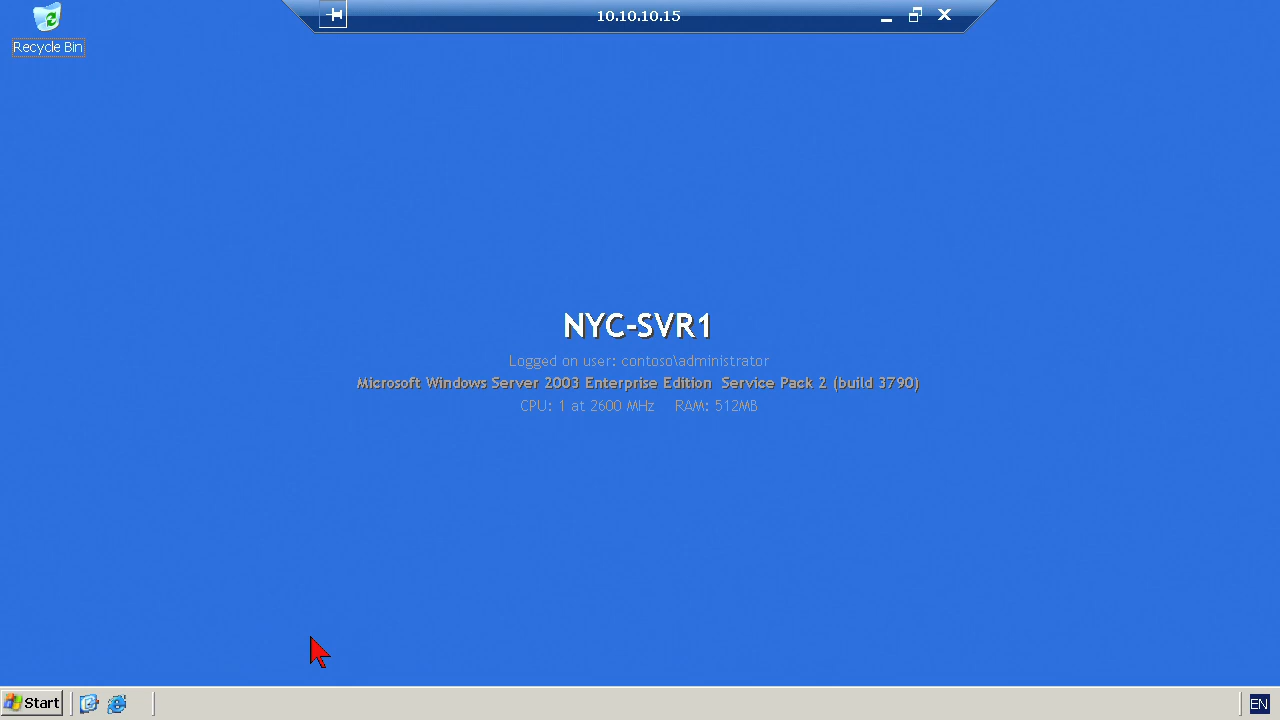 10.10.10.15
Recycle Bin
NYC-SVR1
Logged on user: contoso\administrator
Microsoft Windows Server 2003 Enterprise Edition  Service Pack 2 (build 3790)
CPU: 1 at 2600 MHz    RAM: 512MB
Start
EN